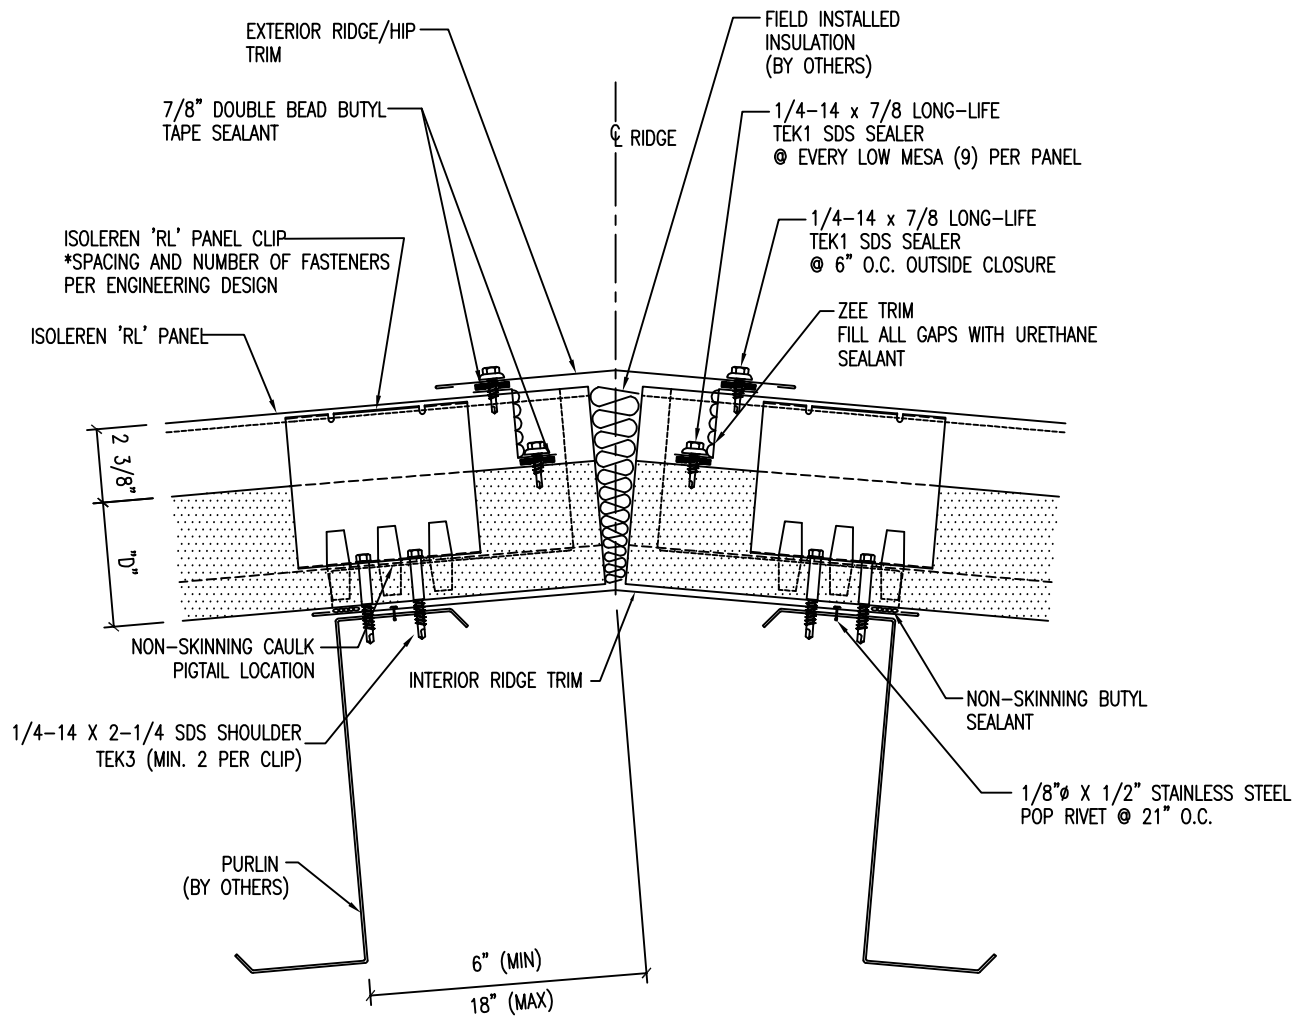 EXTERIOR RIDGE/HIP
TRIM
FIELD INSTALLED
INSULATION
(BY OTHERS)
7/8" DOUBLE BEAD BUTYL
TAPE SEALANT
℄ RIDGE
1/4-14 x 7/8 LONG-LIFE
TEK1 SDS SEALER
@ EVERY LOW MESA (9) PER PANEL
ISOLEREN 'RL' PANEL CLIP
*SPACING AND NUMBER OF FASTENERS
PER ENGINEERING DESIGN
1/4-14 x 7/8 LONG-LIFE
TEK1 SDS SEALER
@ 6" O.C. OUTSIDE CLOSURE
ISOLEREN 'RL' PANEL
ZEE TRIM
FILL ALL GAPS WITH URETHANE
SEALANT
2 3/8"
"D"
NON-SKINNING CAULK
PIGTAIL LOCATION
INTERIOR RIDGE TRIM
NON-SKINNING BUTYL
SEALANT
1/4-14 X 2-1/4 SDS SHOULDER
TEK3 (MIN. 2 PER CLIP)
1/8"ø X 1/2" STAINLESS STEEL
POP RIVET @ 21" O.C.
PURLIN
(BY OTHERS)
6" (MIN)
18" (MAX)